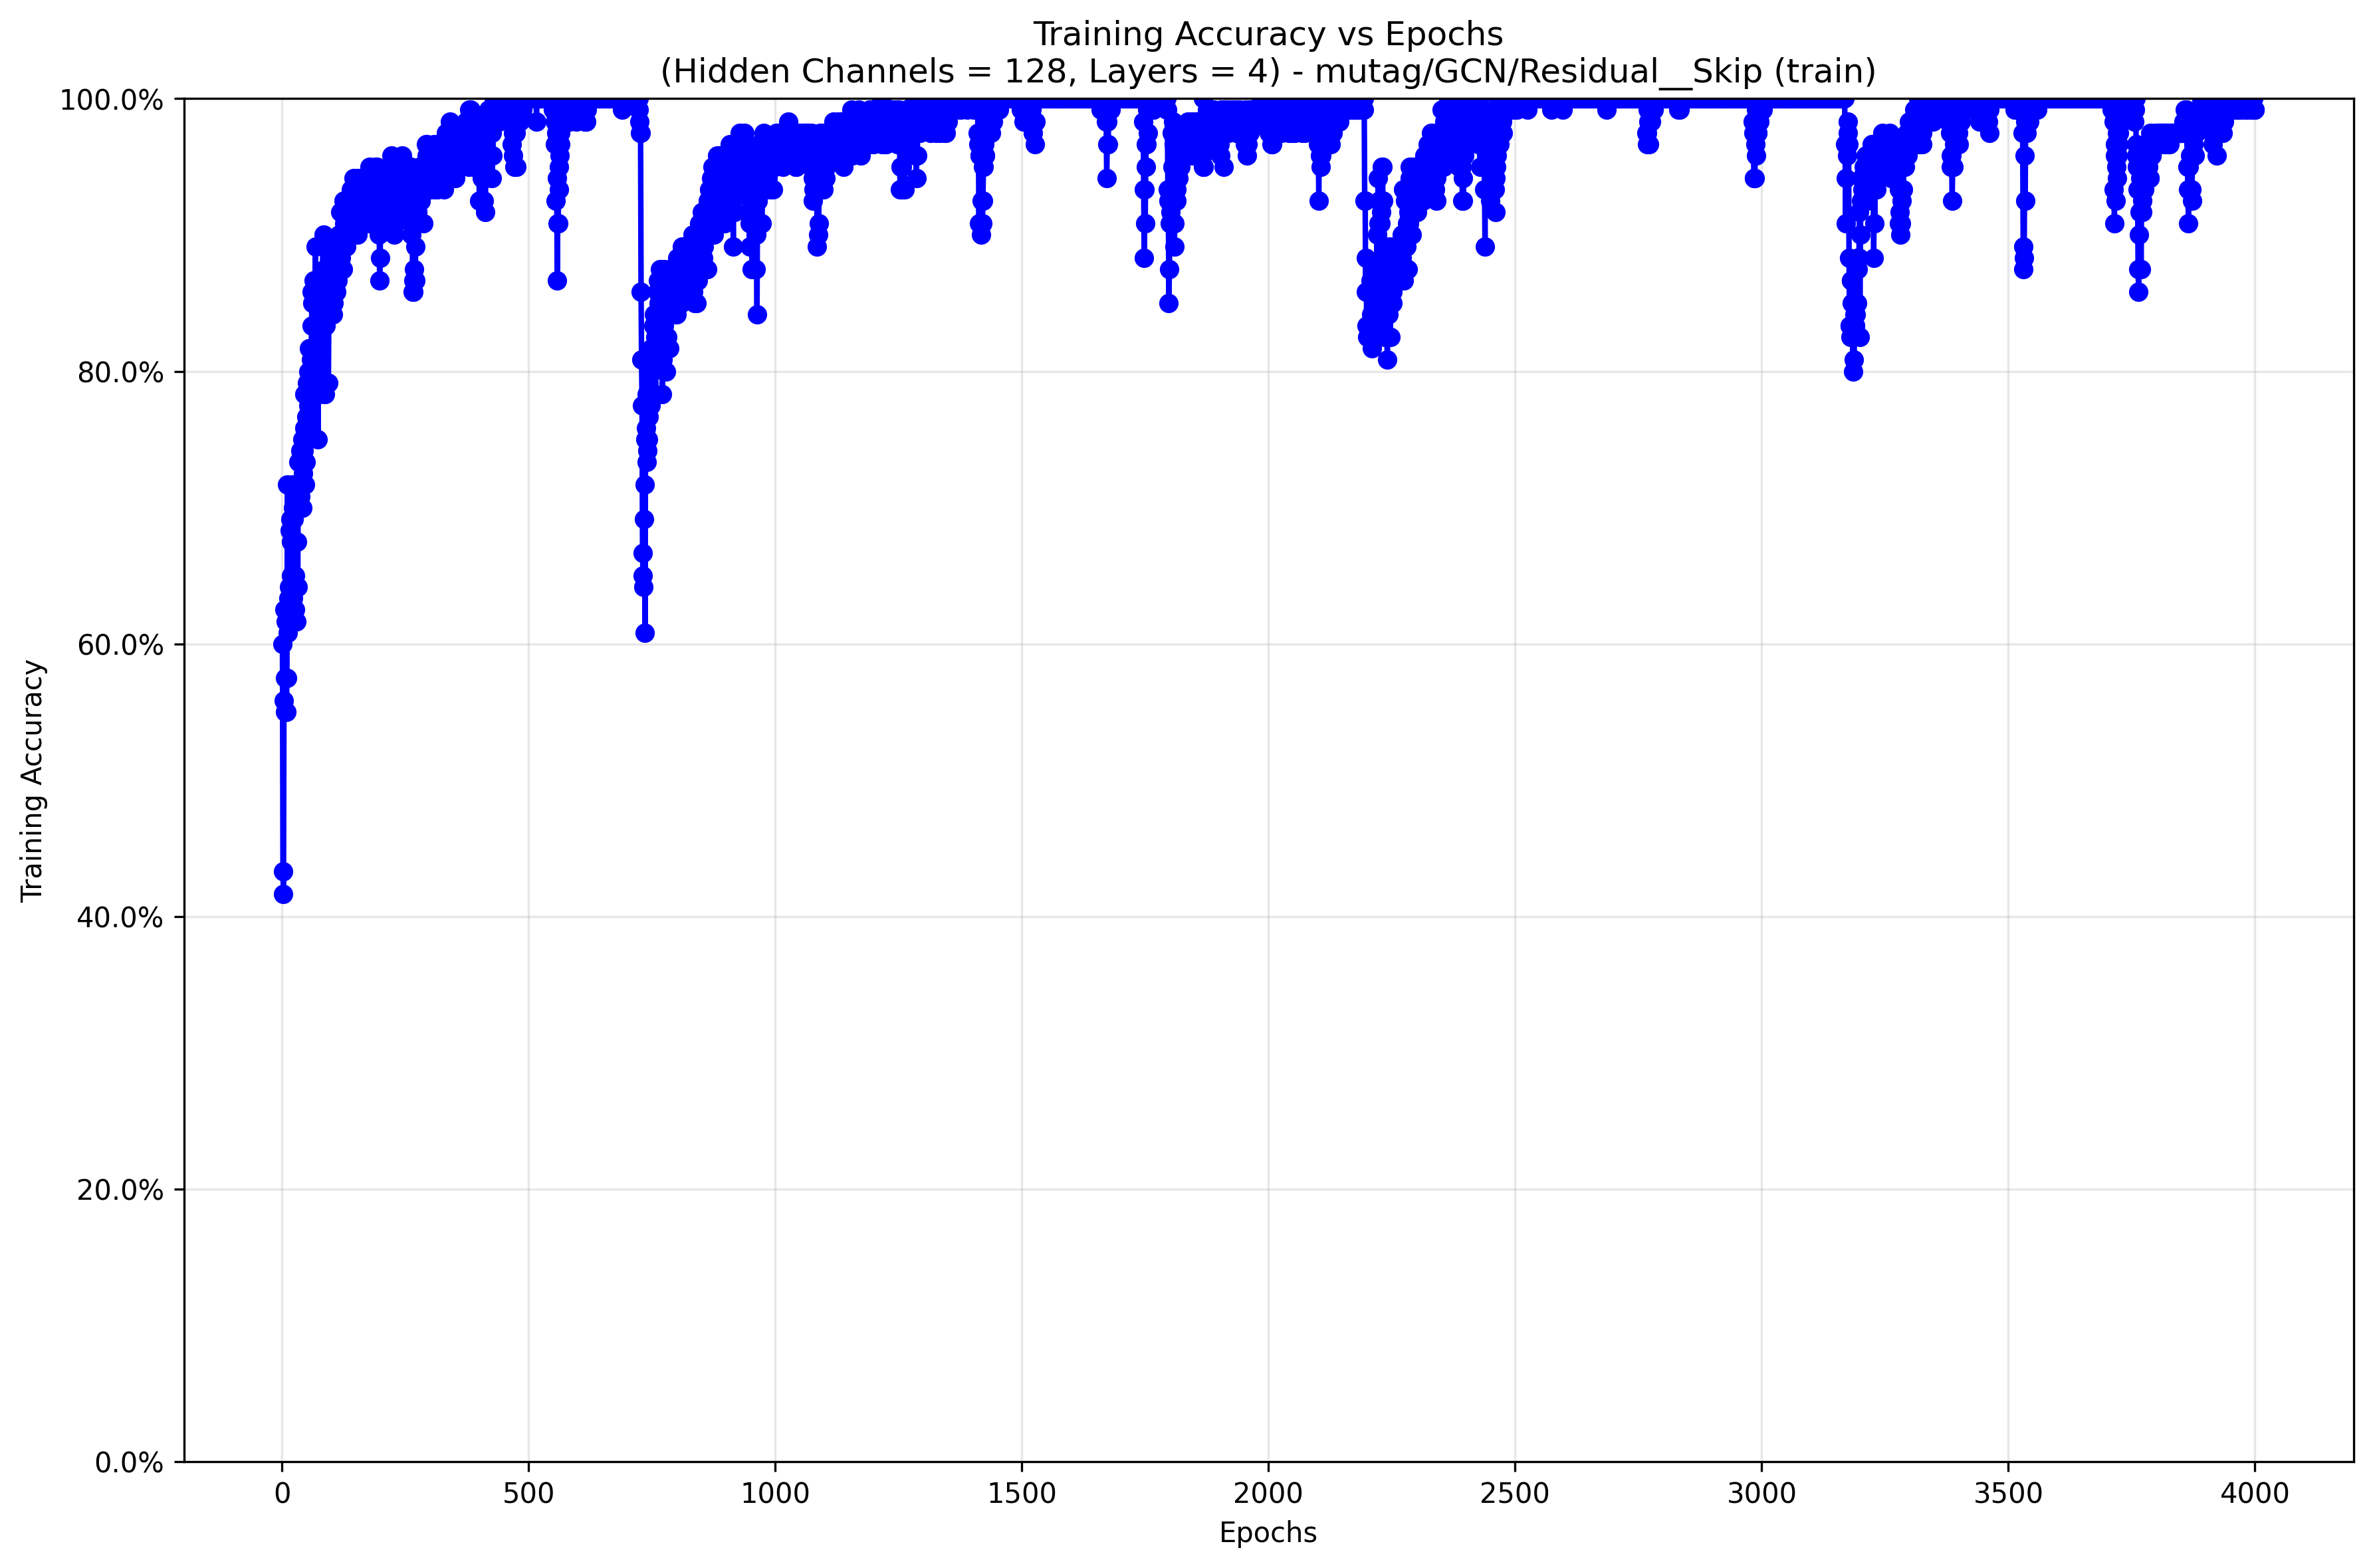 Training Accuracy vs Epochs
(Hidden Channels = 128, Layers = 4) - mutag/GCN/Residual__Skip (train)
100.0%
80.0%
60.0%
40.0%
20.0%
0.0%
Training Accuracy
0 500 1000 1500 2000 2500 3000 3500 4000
Epochs